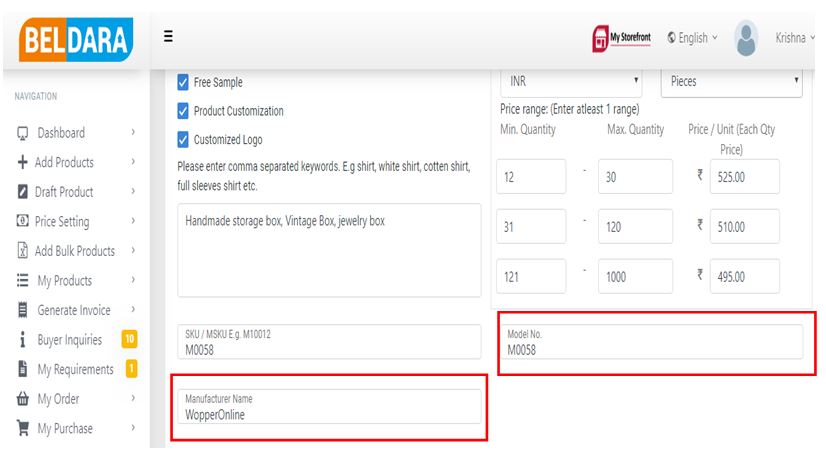 BELDARA
My Storefront
English
Krishna
NAVIGATION
Dashboard
Add Products
Draft Product
Price Setting
Add Bulk Products
My Products
Generate Invoice
Buyer Inquiries 10
My Requirements 1
My Order
My Purchase
Free Sample
Product Customization
Customized Logo
Please enter comma separated keywords. E.g shirt, white shirt, cotten shirt,
full sleeves shirt etc.
Handmade storage box, Vintage Box, jewelry box
SKU / MSKU E.g. M10012
M0058
Manufacturer Name
WopperOnline
INR
Pieces
Price range: (Enter atleast 1 range)
Min. Quantity Max. Quantity Price / Unit (Each Qty
Price)
12 - 30 ₹ 525.00
31 - 120 ₹ 510.00
121 - 1000 ₹ 495.00
Model No.
M0058